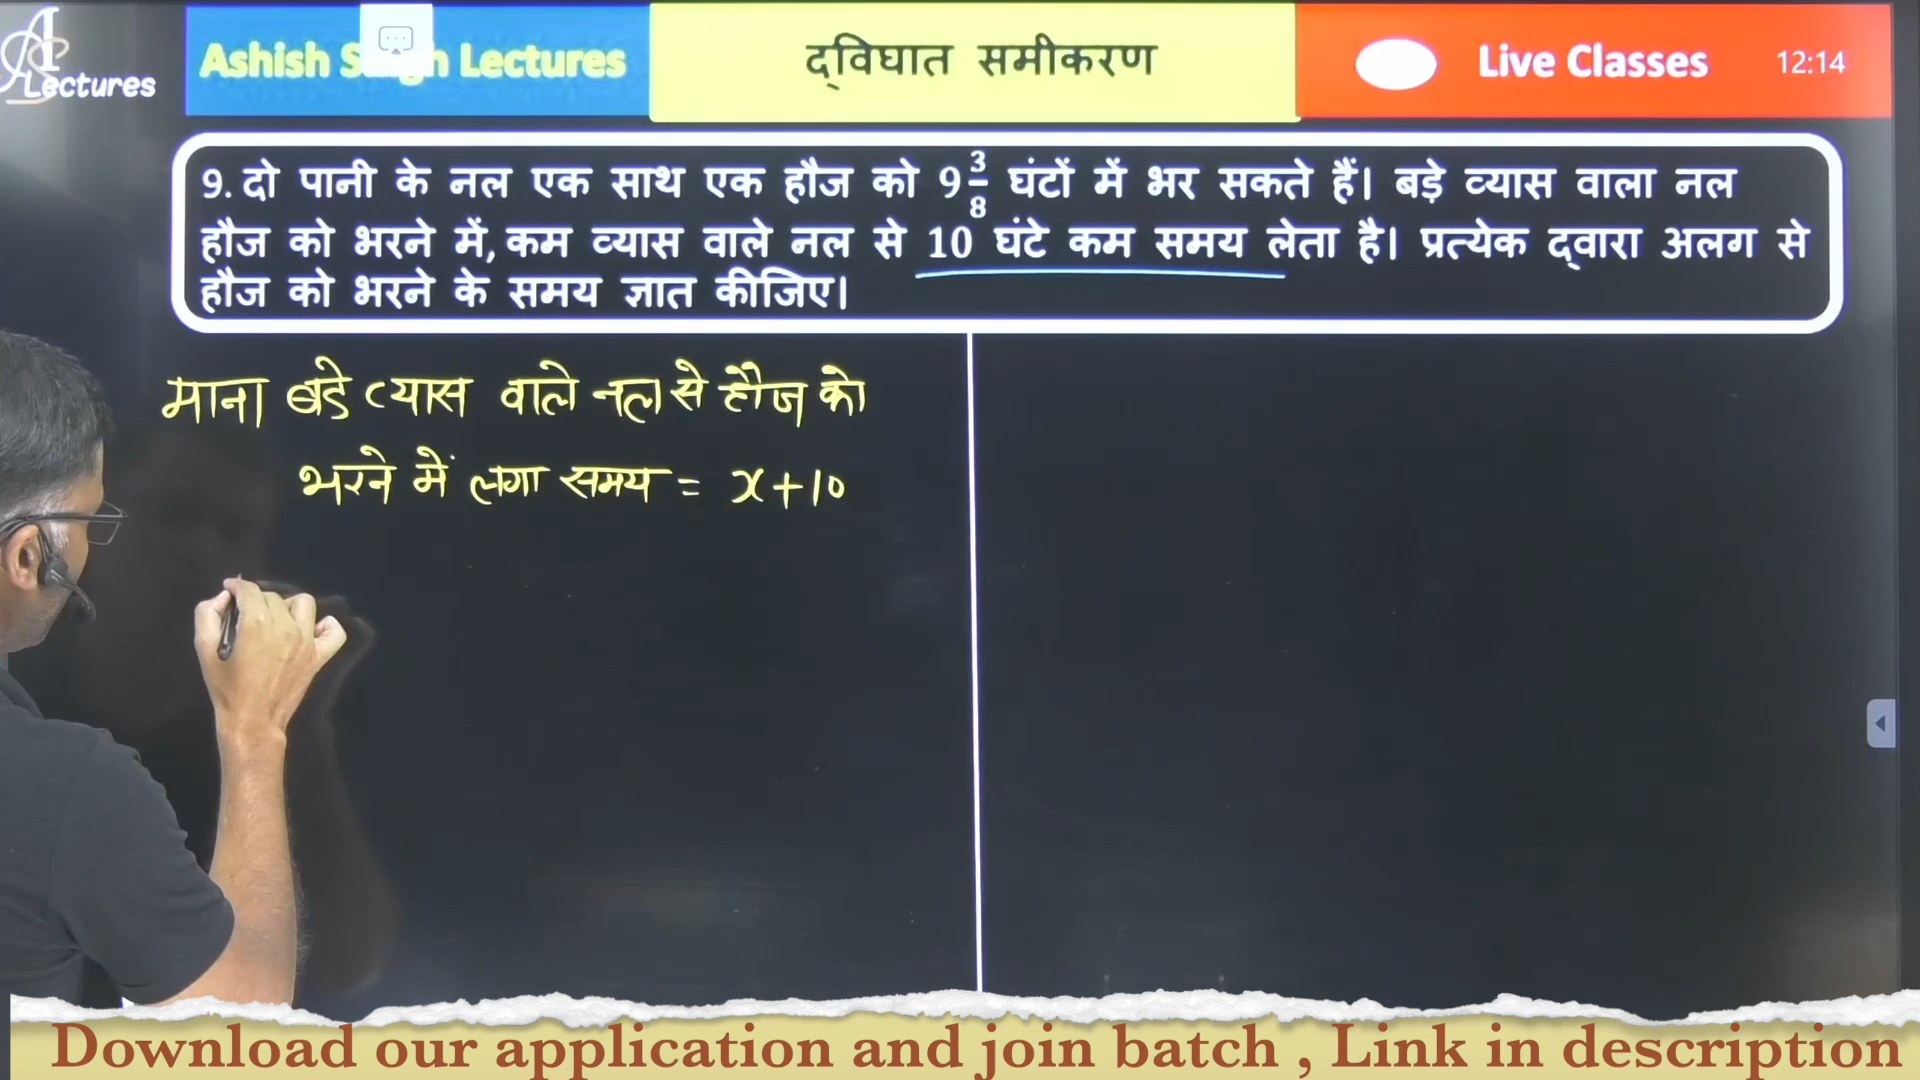 Lectures
Ashish S h Lectures
द्विघात समीकरण
Live Classes
12:14
9. दो पानी के नल एक साथ एक हौज को 9 3/8 घंटों में भर सकते हैं। बड़े व्यास वाला नल
हौज को भरने में, कम व्यास वाले नल से 10 घंटे कम समय लेता है। प्रत्येक द्वारा अलग से
हौज को भरने के समय ज्ञात कीजिए।
माना बडे व्यास वाले नल से हौज को
भरने में लगा समय = x+10
Download our application and join batch , Link in description